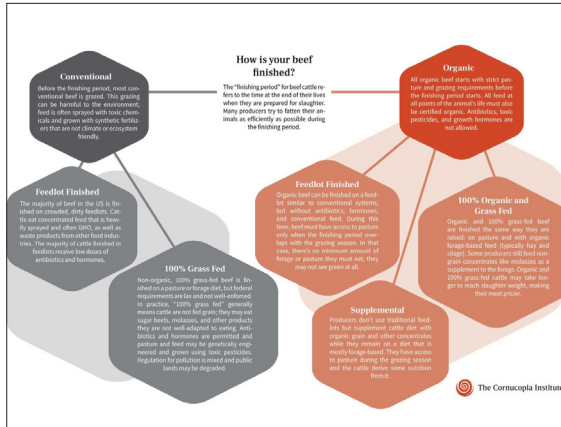 How is your beef
finished?
The "finishing period" for beef cattle re-
fers to the time at the end of their lives
when they are prepared for slaughter.
Many producers try to fatten their an-
imals as efficiently as possible during
the finishing period.
Conventional
Before the finishing period, most con-
ventional beef is grazed. This grazing
can be harmful to the environment;
feed is often sprayed with toxic chem-
icals and grown with synthetic fertiliz-
ers that are not climate or ecosystem
friendly.
Organic
All organic beef starts with strict pas-
ture and grazing requirements before
the finishing period starts. All feed at
all points of the animal's life must also
be certified organic. Antibiotics, toxic
pesticides, and growth hormones are
not allowed.
Feedlot Finished
The majority of beef in the US is fin-
ished on crowded, dirty feedlots. Cat-
tle eat concentrated feed that is heav-
ily sprayed and often GMO, as well as
waste products from other food indus-
tries. The majority of cattle finished in
feedlots receive low doses of
antibiotics and hormones.
100% Grass Fed
Non-organic, 100% grass-fed beef is fin-
ished on a pasture or forage diet, but federal
requirements are lax and not well-enforced.
In practice, "100% grass fed" generally
means cattle are not fed grain; they may eat
sugar beets, molasses, and other products
they are not well-adapted to eating. Anti-
biotics and hormones are permitted and
pasture and feed may be genetically engi-
neered and grown using toxic pesticides.
Regulation for pollution is mixed and public
lands may be degraded.
Feedlot Finished
Organic beef can be finished on a feed-
lot similar to conventional systems,
but without antibiotics, hormones,
and conventional feed. During this
time, beef must have access to pasture
only when the finishing period over-
laps with the grazing season. In that
case, there's no minimum amount of
forage or pasture they must eat; they
may not see green at all.
Supplemental
Producers don't use traditional feed-
lots but supplement cattle diet with
organic grain and other concentrates
while they remain on a diet that is
mostly forage-based. They have access
to pasture during the grazing season
and the cattle derive some nutrition
from it.
100% Organic and
Grass Fed
Organic and 100% grass-fed beef
are finished the same way they are
raised: on pasture and with organic
forage-based feed (typically hay and
silage). Some producers still feed non-
grain concentrates like molasses as a
supplement to the forage. Organic and
100% grass-fed cattle may take lon-
ger to reach slaughter weight, making
their meat pricier.
The Cornucopia Institute